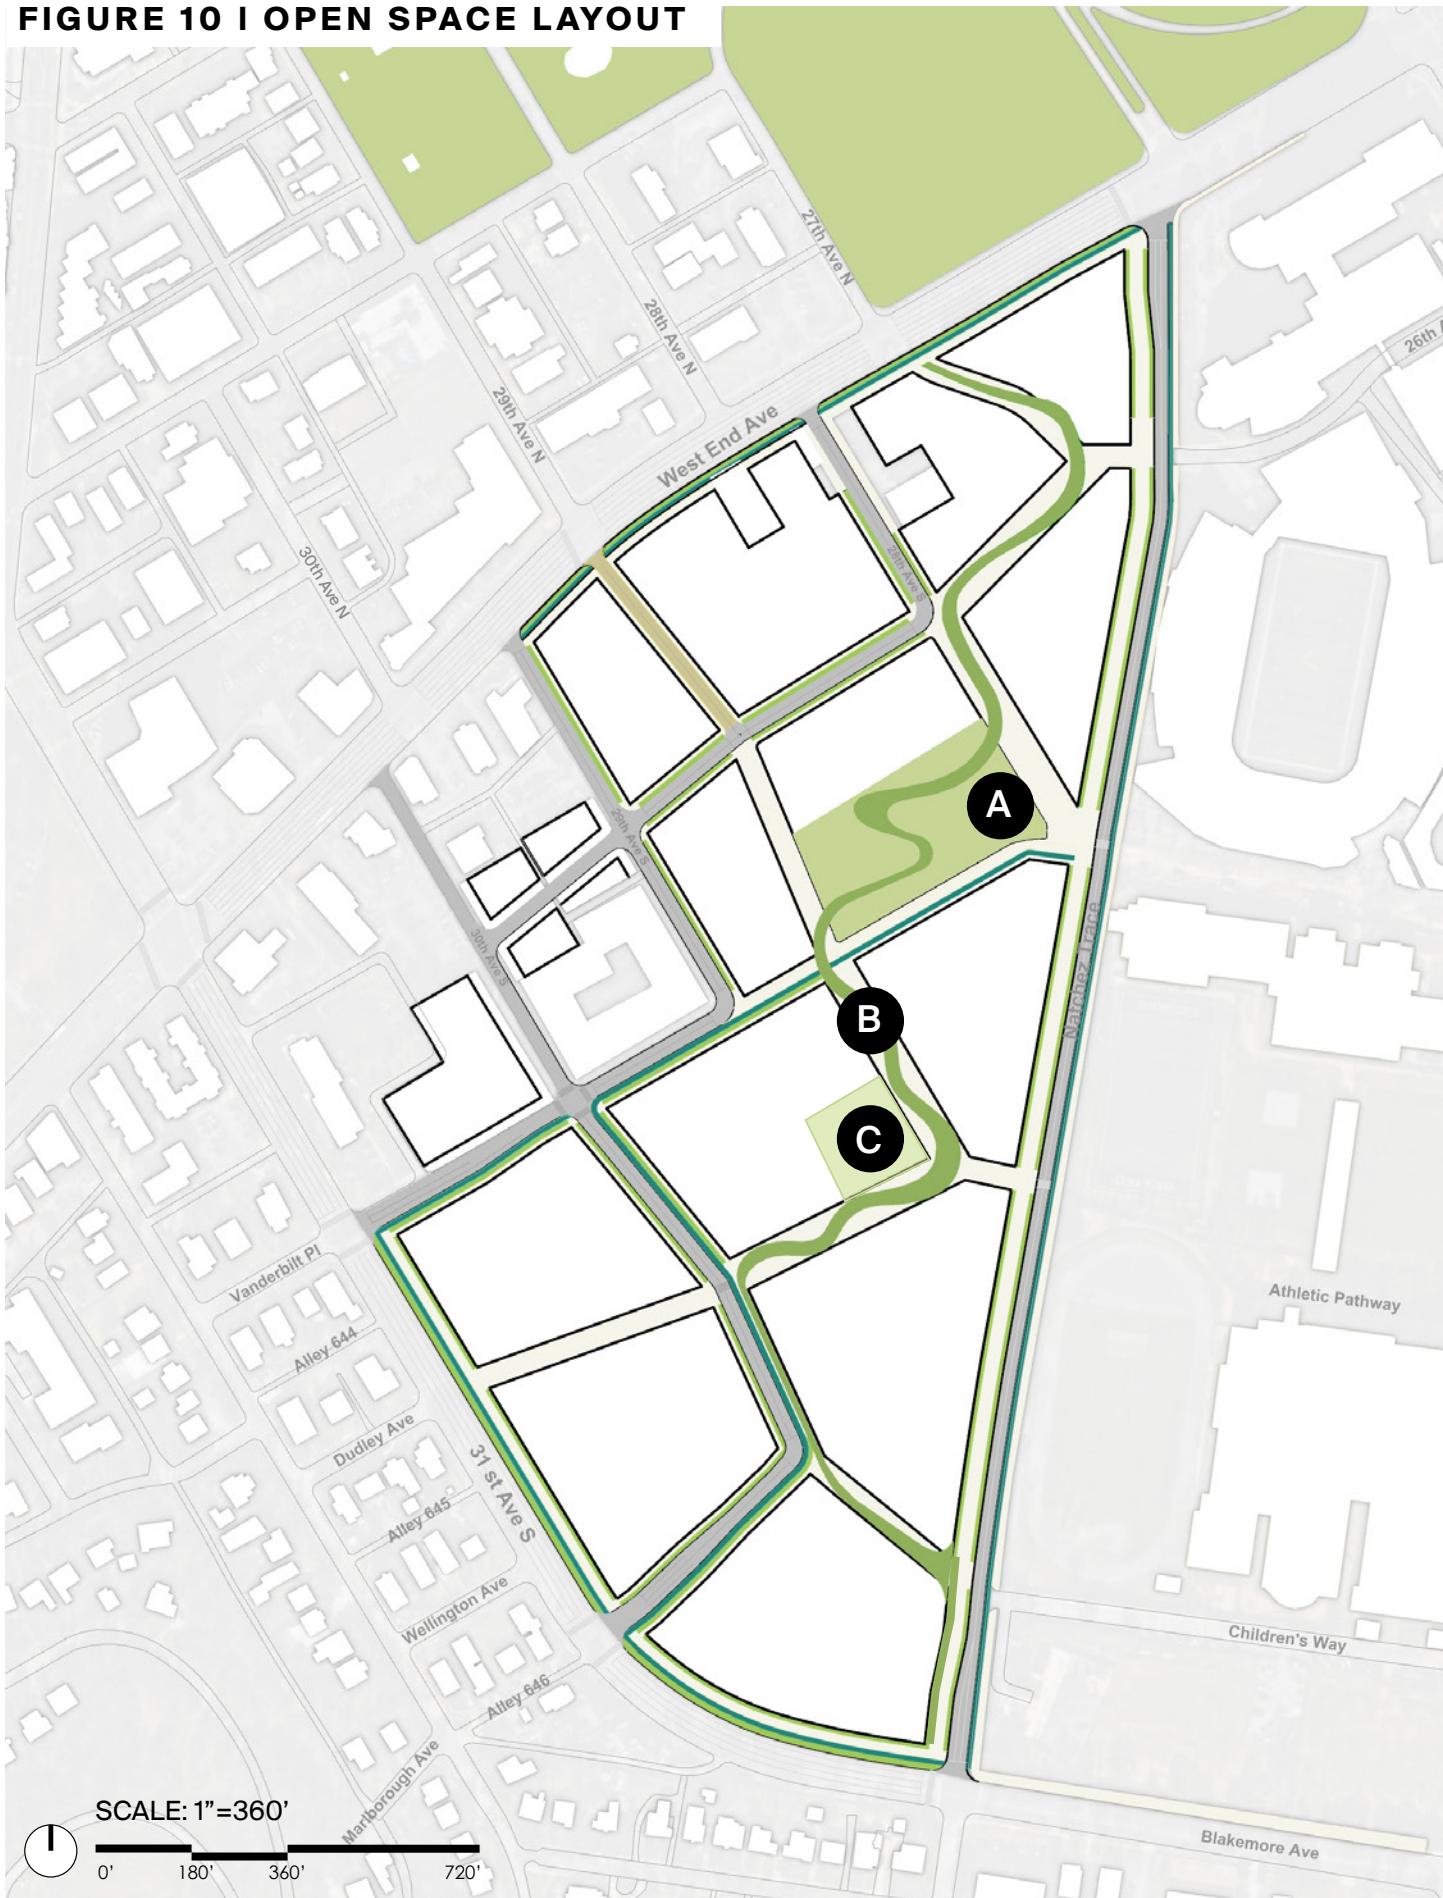 FIGURE 10 | OPEN SPACE LAYOUT
27th Ave N
28th Ave N
26th A
29th Ave N
West End Ave
30th Ave N
28th Ave S
A
29th Ave S
30th Ave S
Natchez Trace
B
C
Vanderbilt Pl
Athletic Pathway
Alley 644
Dudley Ave
31 st Ave S
Alley 645
Wellington Ave
Children's Way
Alley 646
Marlborough Ave
SCALE: 1”=360’
Blakemore Ave
0’ 180’ 360’ 720’